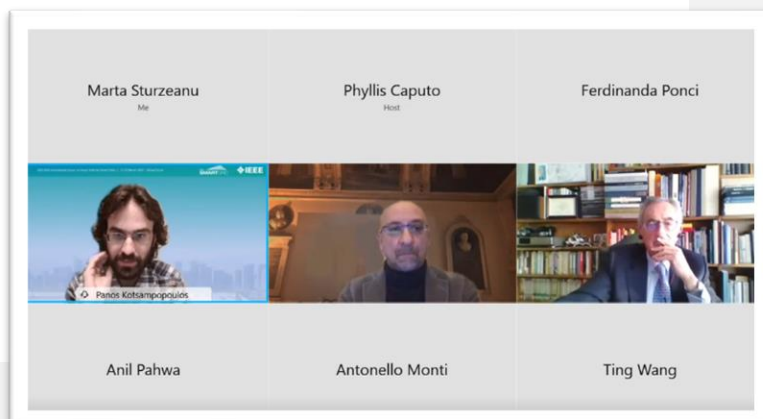 Marta Sturzeanu
Me
Phyllis Caputo
Host
Ferdinanda Ponci
IEEE
Panos Kotsampopoulos
Anil Pahwa
Antonello Monti
Ting Wang